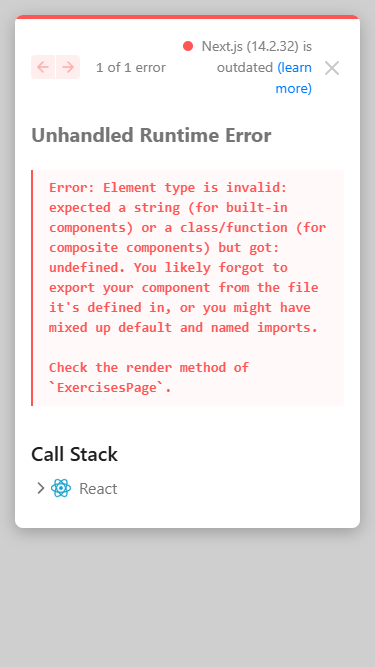 1 of 1 error
Next.js (14.2.32) is
outdated (learn
more)
Unhandled Runtime Error
Error: Element type is invalid:
expected a string (for built-in
components) or a class/function (for
composite components) but got:
undefined. You likely forgot to
export your component from the file
it's defined in, or you might have
mixed up default and named imports.
Check the render method of
`ExercisesPage`.
Call Stack
React